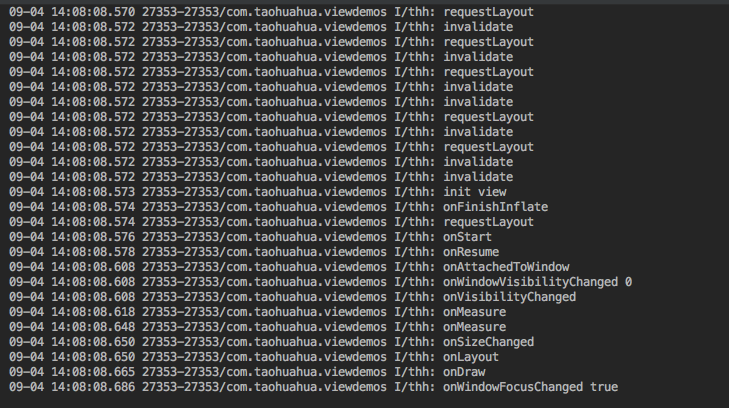 09-04 14:08:08.570 27353-27353/com.taohuahua.viewdemos I/thh: requestLayout
09-04 14:08:08.572 27353-27353/com.taohuahua.viewdemos I/thh: invalidate
09-04 14:08:08.572 27353-27353/com.taohuahua.viewdemos I/thh: requestLayout
09-04 14:08:08.572 27353-27353/com.taohuahua.viewdemos I/thh: invalidate
09-04 14:08:08.572 27353-27353/com.taohuahua.viewdemos I/thh: requestLayout
09-04 14:08:08.572 27353-27353/com.taohuahua.viewdemos I/thh: invalidate
09-04 14:08:08.572 27353-27353/com.taohuahua.viewdemos I/thh: invalidate
09-04 14:08:08.572 27353-27353/com.taohuahua.viewdemos I/thh: requestLayout
09-04 14:08:08.572 27353-27353/com.taohuahua.viewdemos I/thh: invalidate
09-04 14:08:08.572 27353-27353/com.taohuahua.viewdemos I/thh: requestLayout
09-04 14:08:08.572 27353-27353/com.taohuahua.viewdemos I/thh: invalidate
09-04 14:08:08.572 27353-27353/com.taohuahua.viewdemos I/thh: invalidate
09-04 14:08:08.573 27353-27353/com.taohuahua.viewdemos I/thh: init view
09-04 14:08:08.574 27353-27353/com.taohuahua.viewdemos I/thh: onFinishInflate
09-04 14:08:08.574 27353-27353/com.taohuahua.viewdemos I/thh: requestLayout
09-04 14:08:08.576 27353-27353/com.taohuahua.viewdemos I/thh: onStart
09-04 14:08:08.578 27353-27353/com.taohuahua.viewdemos I/thh: onResume
09-04 14:08:08.608 27353-27353/com.taohuahua.viewdemos I/thh: onAttachedToWindow
09-04 14:08:08.608 27353-27353/com.taohuahua.viewdemos I/thh: onWindowVisibilityChanged 0
09-04 14:08:08.608 27353-27353/com.taohuahua.viewdemos I/thh: onVisibilityChanged
09-04 14:08:08.618 27353-27353/com.taohuahua.viewdemos I/thh: onMeasure
09-04 14:08:08.648 27353-27353/com.taohuahua.viewdemos I/thh: onMeasure
09-04 14:08:08.650 27353-27353/com.taohuahua.viewdemos I/thh: onSizeChanged
09-04 14:08:08.650 27353-27353/com.taohuahua.viewdemos I/thh: onLayout
09-04 14:08:08.665 27353-27353/com.taohuahua.viewdemos I/thh: onDraw
09-04 14:08:08.686 27353-27353/com.taohuahua.viewdemos I/thh: onWindowFocusChanged true